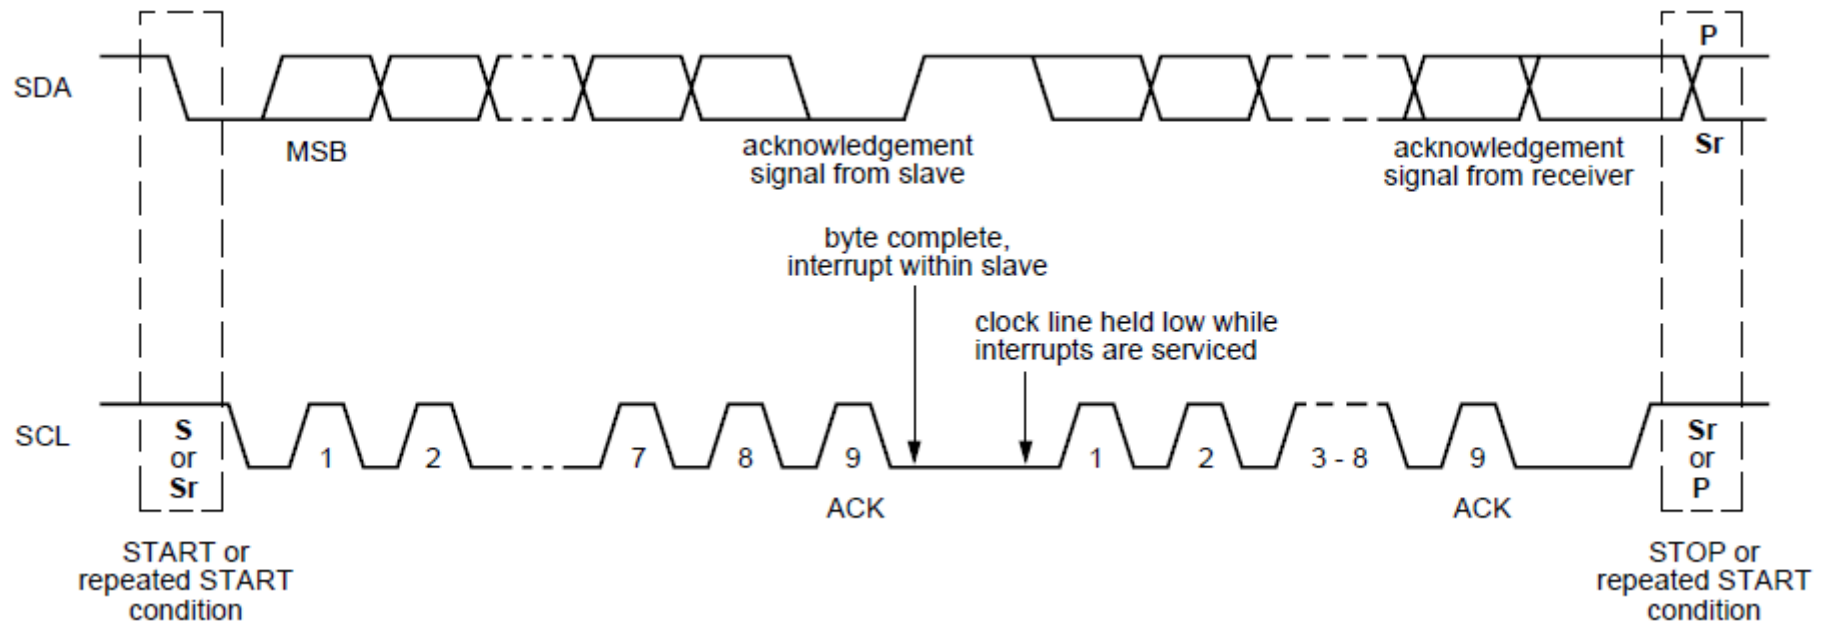 P
SDA
MSB
acknowledgement
signal from slave
acknowledgement
signal from receiver
Sr
byte complete,
interrupt within slave
clock line held low while
interrupts are serviced
SCL
S
or
Sr
1
2
7
8
9
1
2
3 - 8
9
Sr
or
P
ACK
ACK
START or
repeated START
condition
STOP or
repeated START
condition